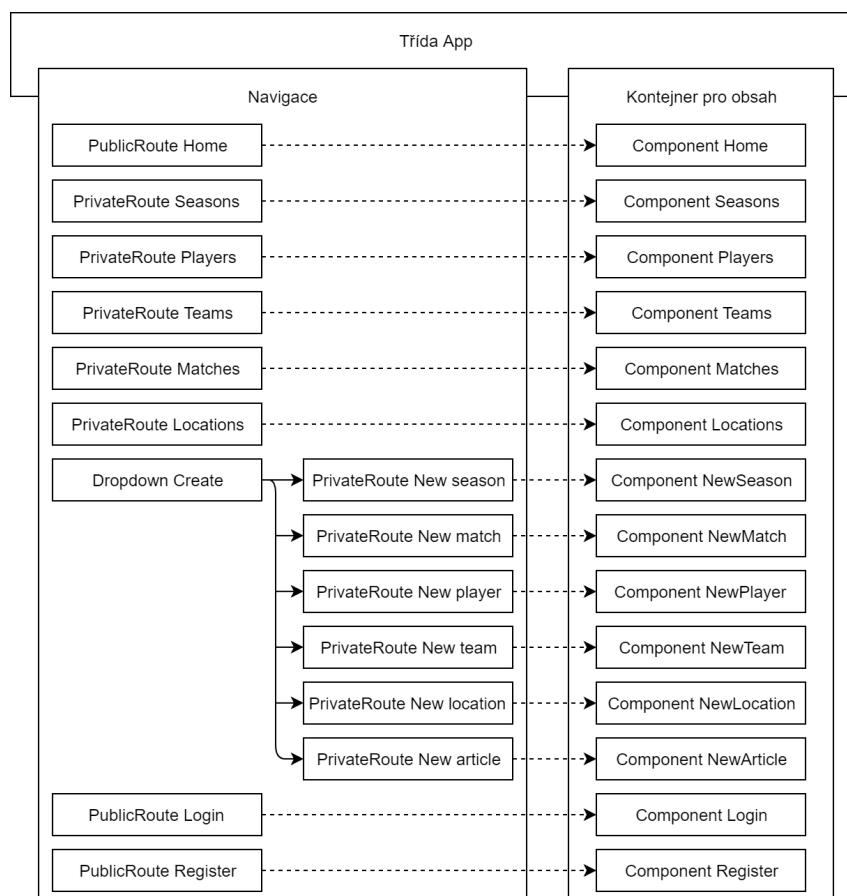 Třída App
Navigace
Kontejner pro obsah
PublicRoute Home
Component Home
PrivateRoute Seasons
Component Seasons
PrivateRoute Players
Component Players
PrivateRoute Teams
Component Teams
PrivateRoute Matches
Component Matches
PrivateRoute Locations
Component Locations
Dropdown Create
PrivateRoute New season
Component NewSeason
PrivateRoute New match
Component NewMatch
PrivateRoute New player
Component NewPlayer
PrivateRoute New team
Component NewTeam
PrivateRoute New location
Component NewLocation
PrivateRoute New article
Component NewArticle
PublicRoute Login
Component Login
PublicRoute Register
Component Register